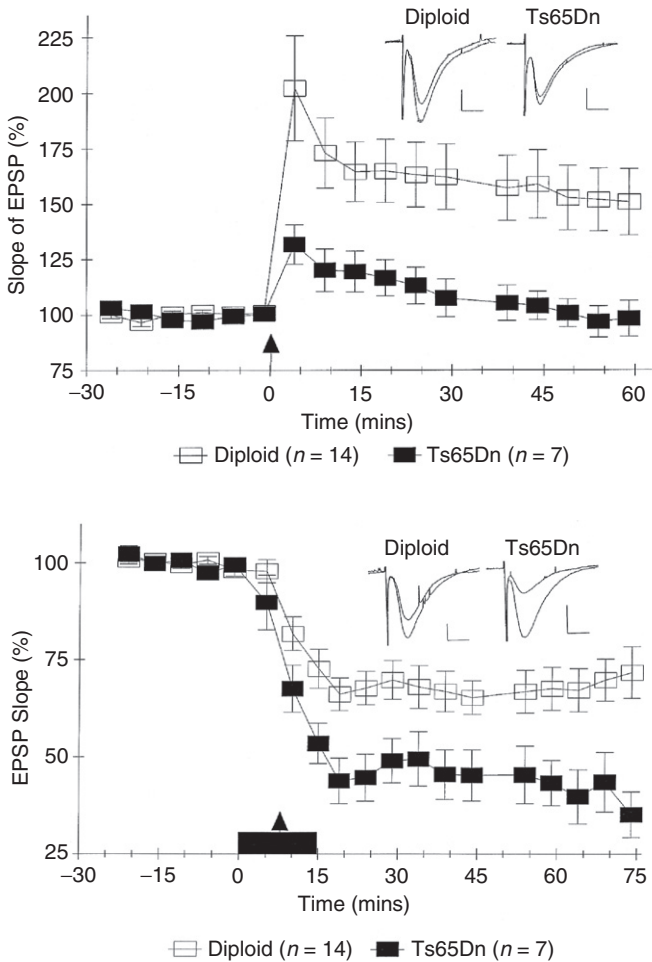 Diploid Ts65Dn
225
200
175
150
125
100
75
Slope of EPSP (%)
−30 −15 0 15 30 45 60
Time (mins)
Diploid (n = 14) Ts65Dn (n = 7)
Diploid Ts65Dn
100
75
50
25
EPSP Slope (%)
−30 −15 0 15 30 45 60 75
Time (mins)
Diploid (n = 14) Ts65Dn (n = 7)